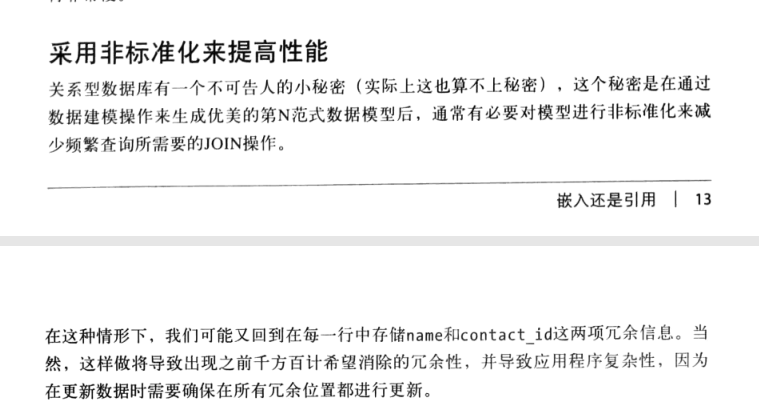 采用非标准化来提高性能
关系型数据库有一个不可告人的小秘密（实际上这也算不上秘密），这个秘密是在通过
数据建模操作来生成优美的第N范式数据模型后，通常有必要对模型进行非标准化来减
少频繁查询所需要的JOIN操作。
嵌入还是引用 | 13
在这种情形下，我们可能又回到在每一行中存储name和contact_id这两项冗余信息。当
然，这样做将导致出现之前千方百计希望消除的冗余性，并导致应用程序复杂性，因为
在更新数据时需要确保在所有冗余位置都进行更新。